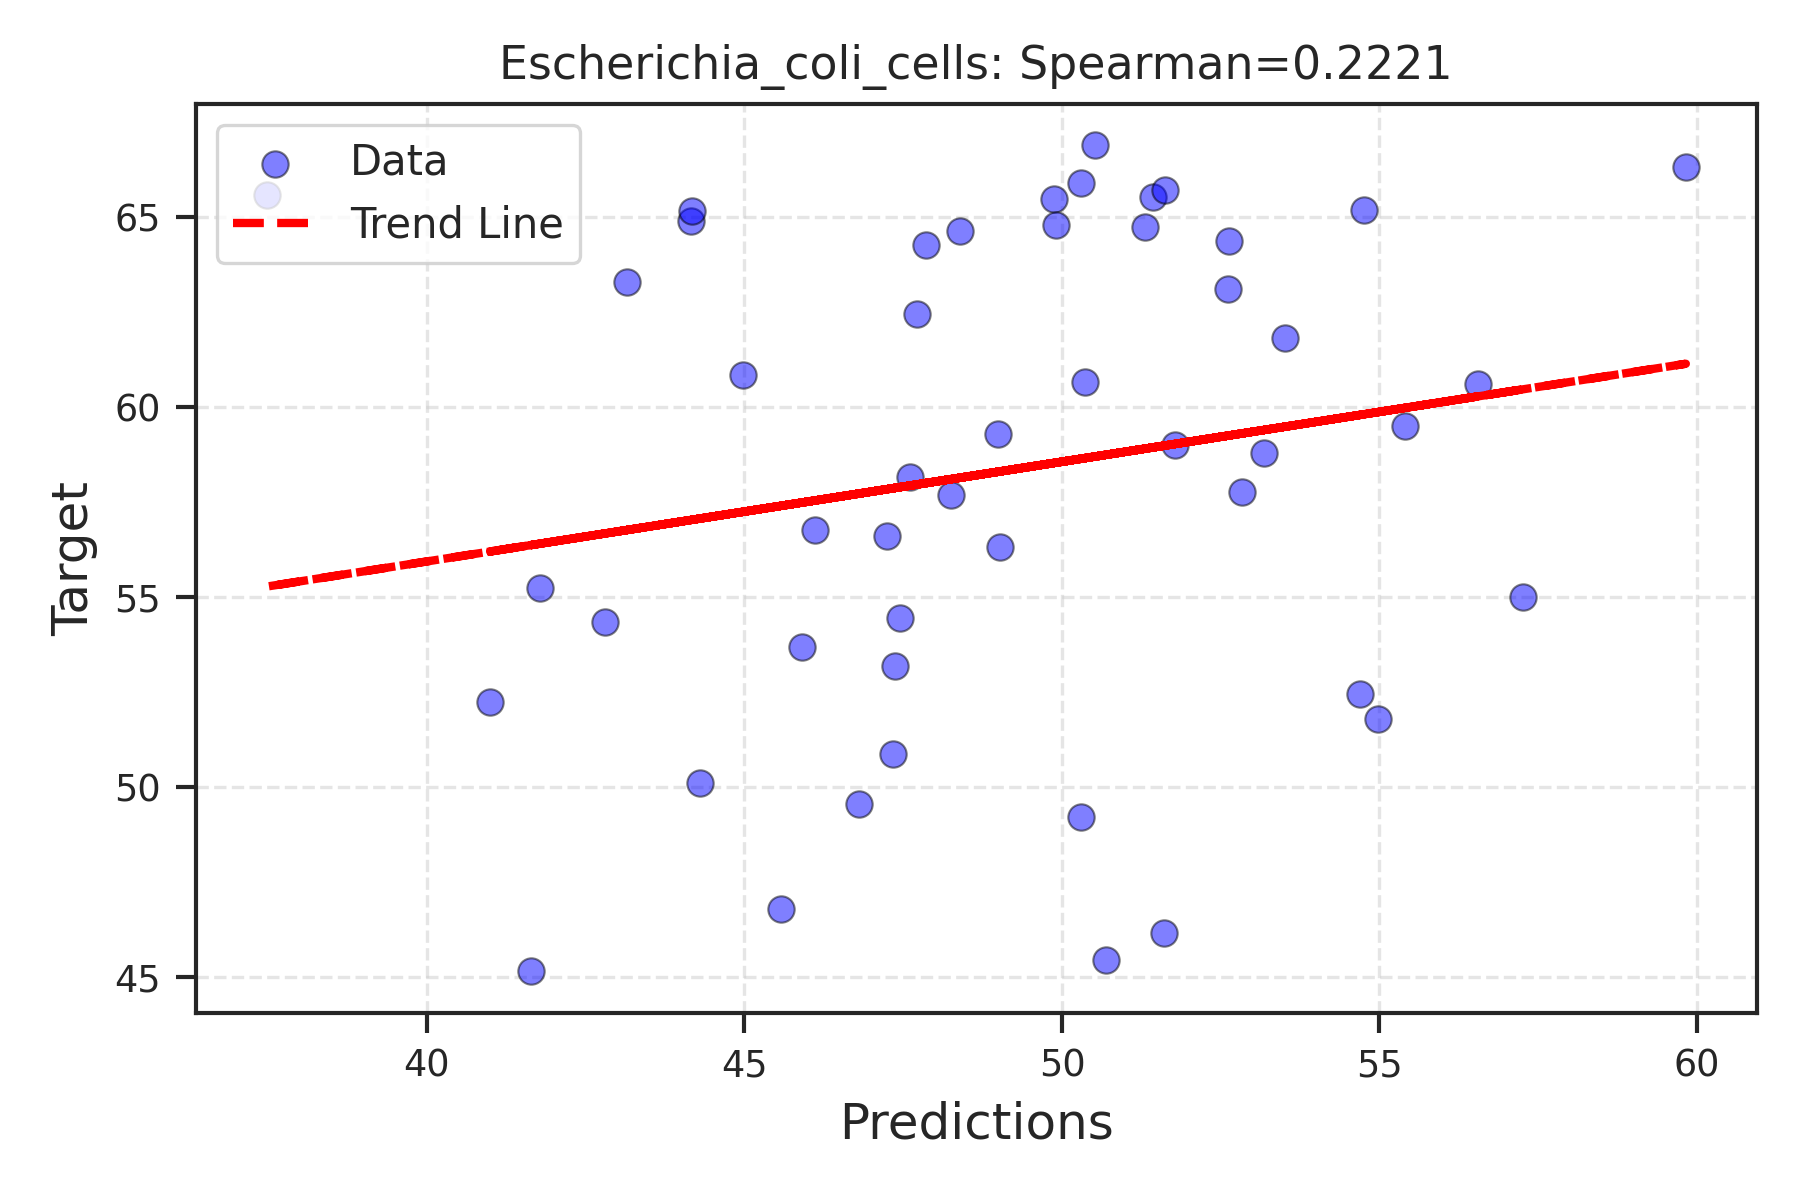 Escherichia_coli_cells: Spearman=0.2221
Data
Trend Line
65
60
55
50
45
Target
40 45 50 55 60
Predictions